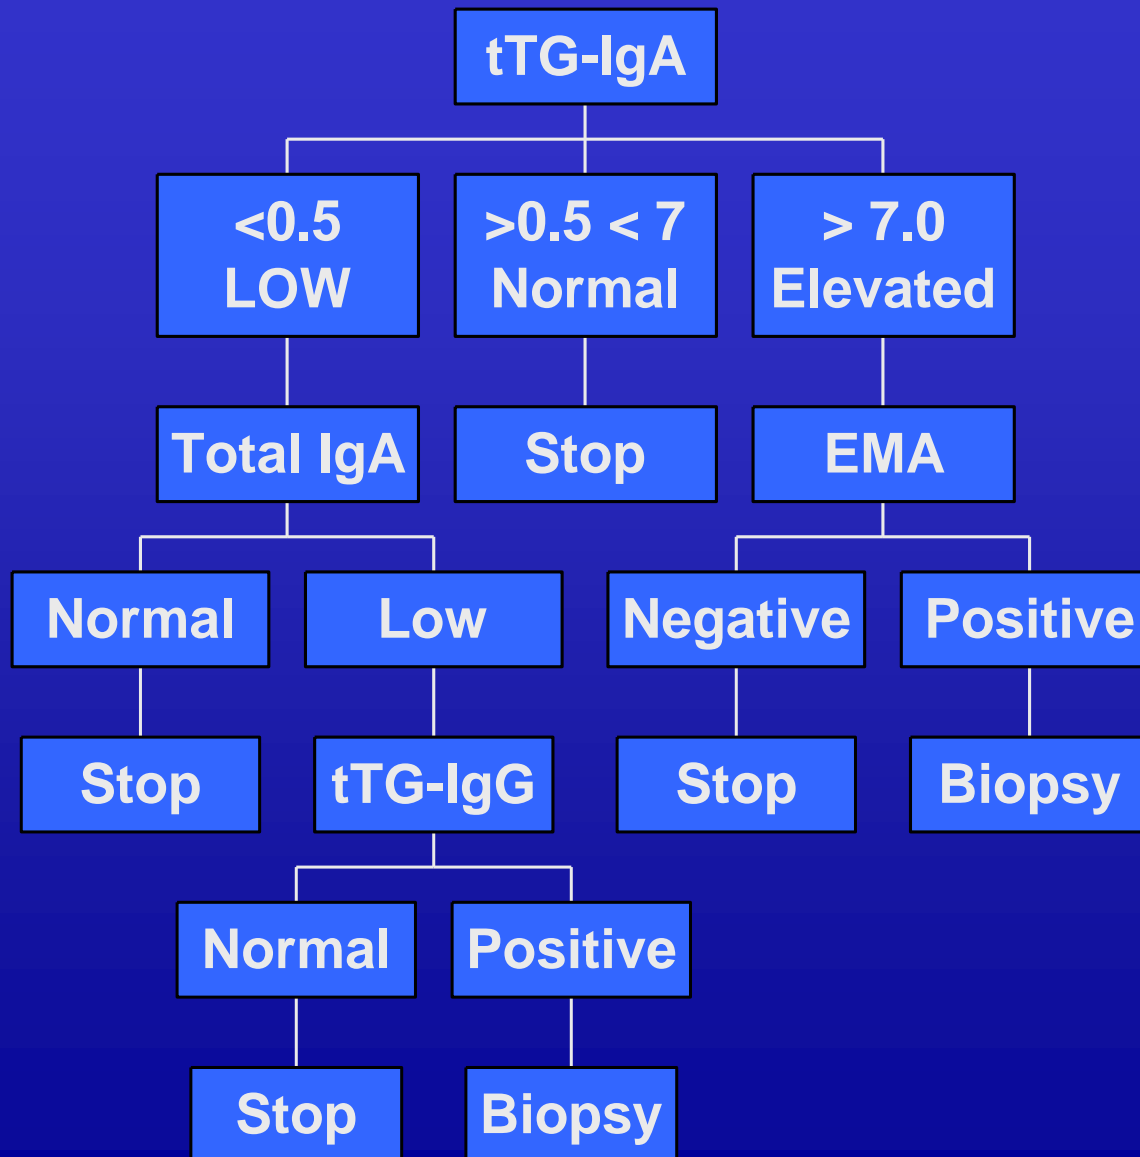 tTG-IgA
<0.5
LOW
>0.5 < 7
Normal
> 7.0
Elevated
Total IgA
Stop
EMA
Normal
Low
Negative
Positive
Stop
tTG-IgG
Stop
Biopsy
Normal
Positive
Stop
Biopsy